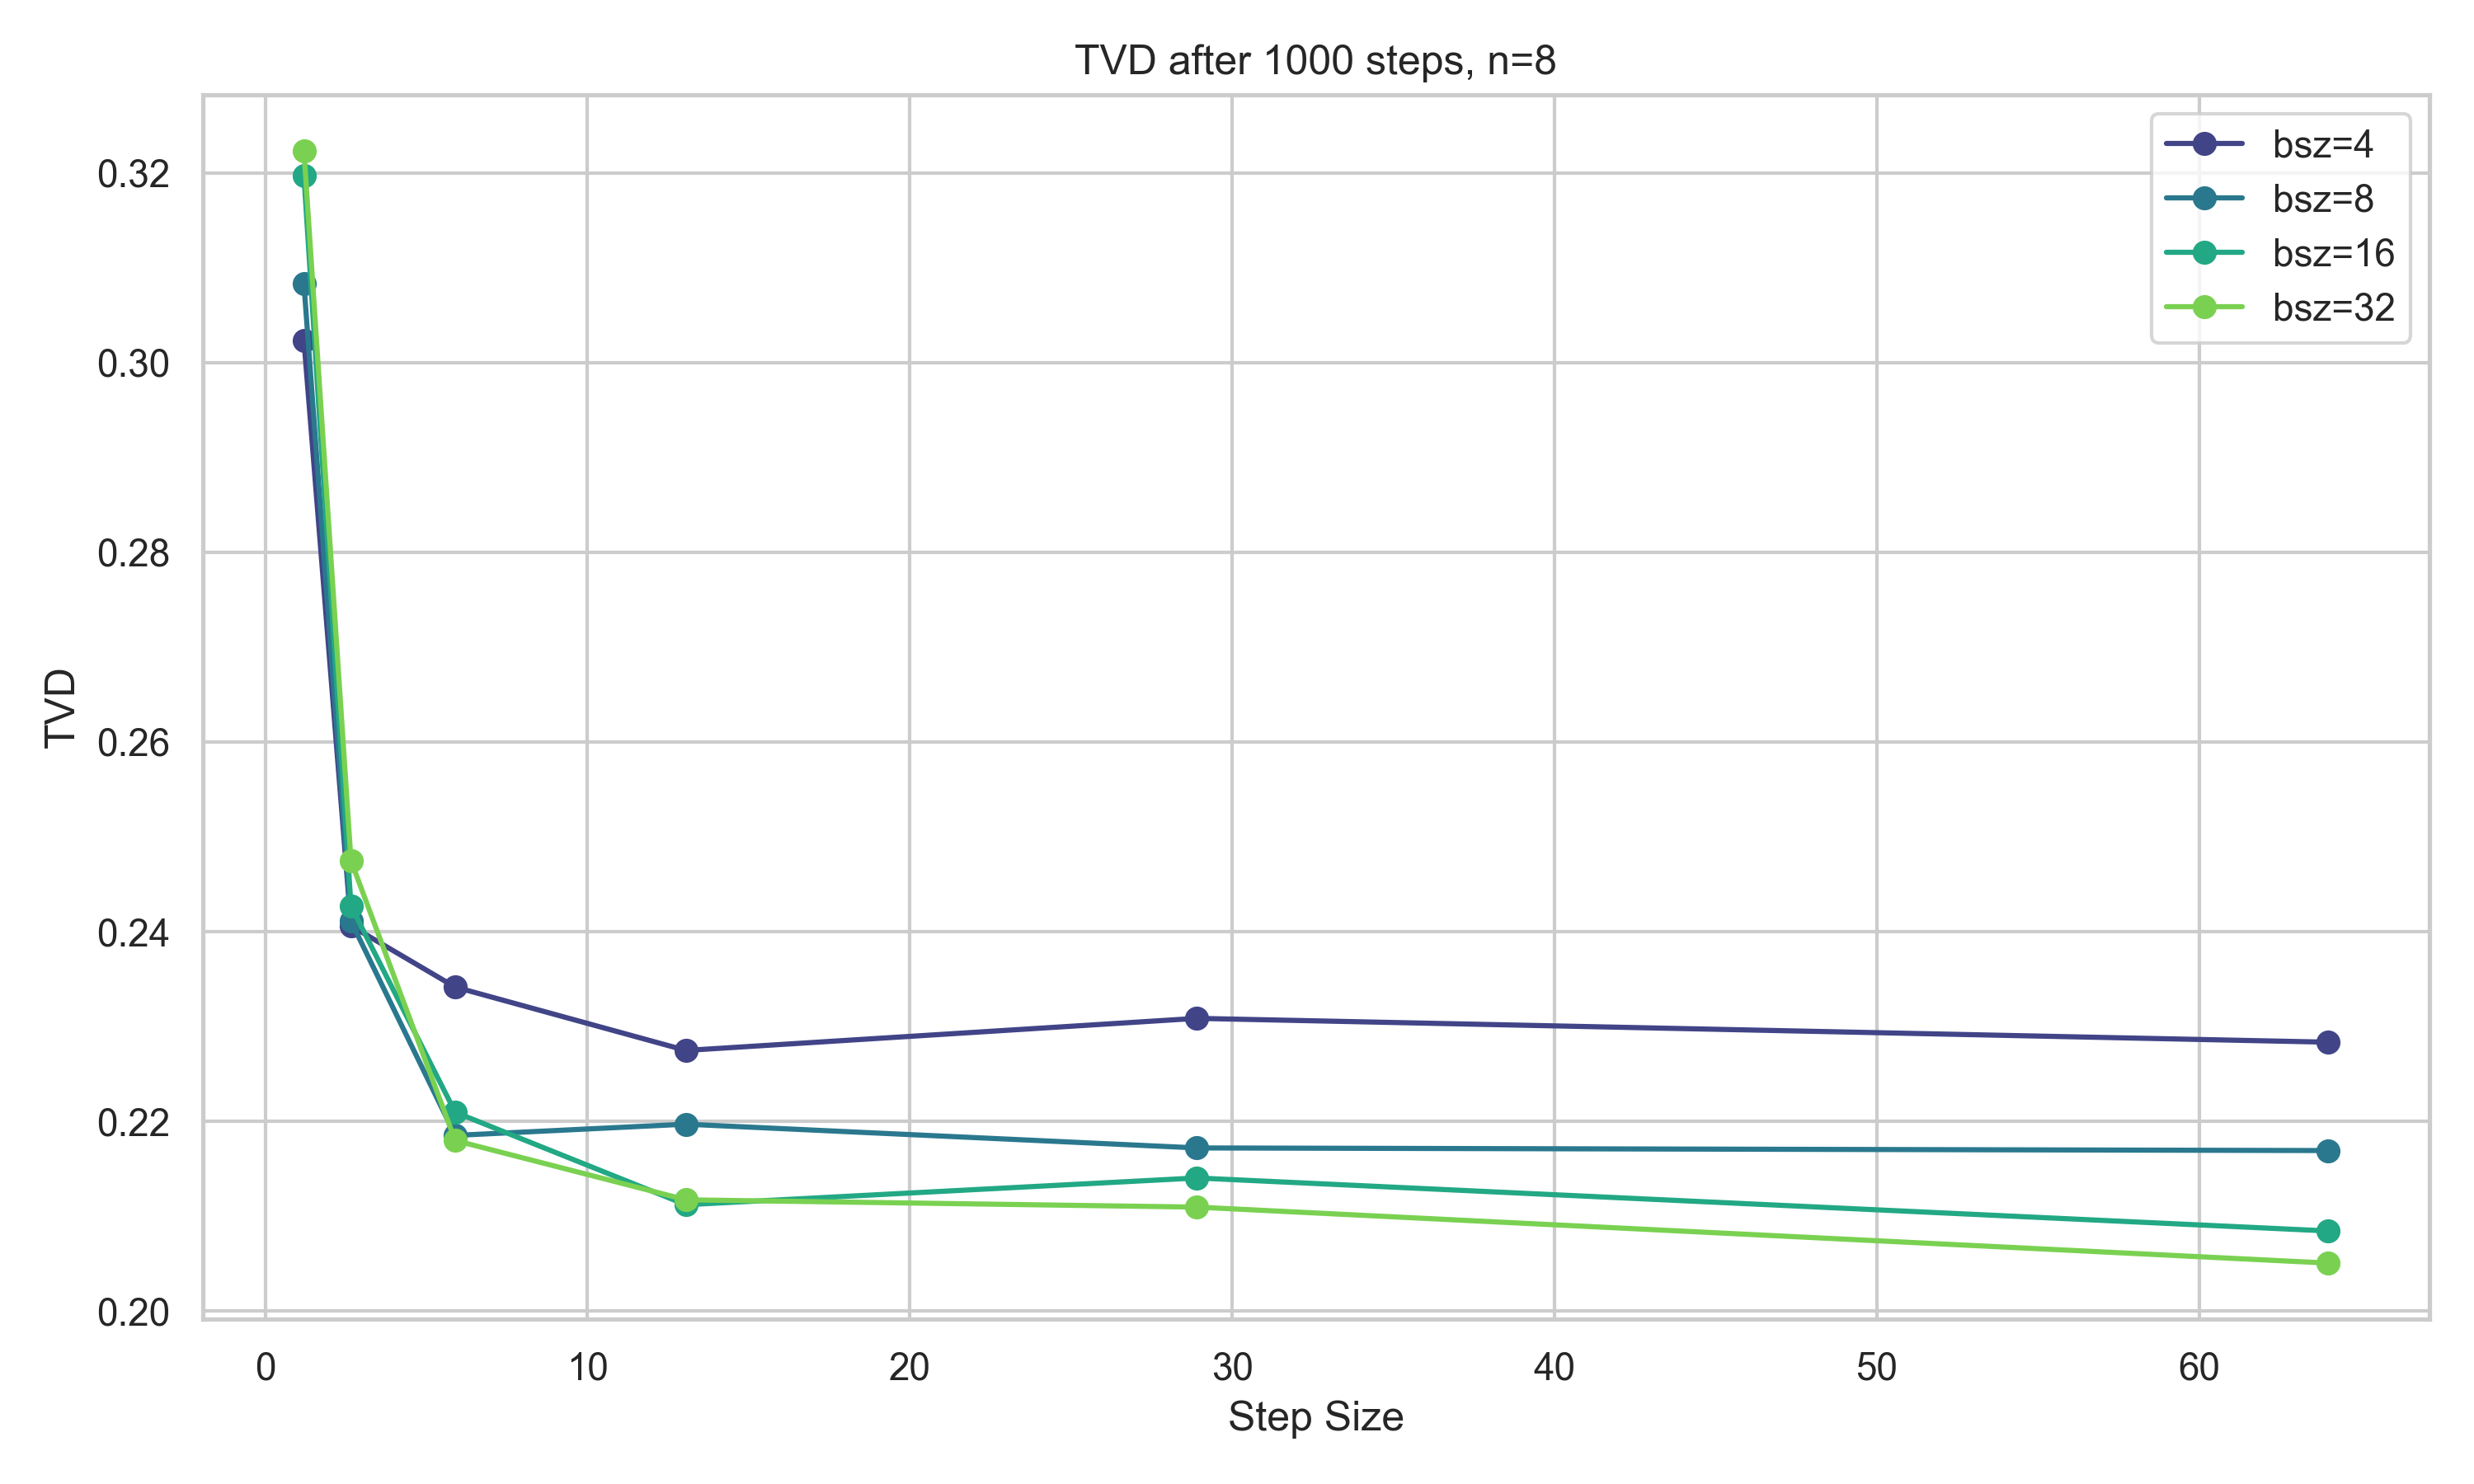 TVD after 1000 steps, n=8
bsz=4
bsz=8
bsz=16
bsz=32
TVD
0.32
0.30
0.28
0.26
0.24
0.22
0.20
0 10 20 30 40 50 60
Step Size